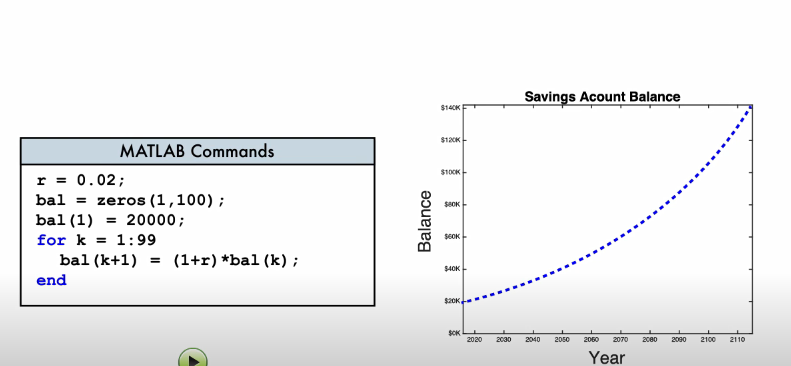 MATLAB Commands
r = 0.02;
bal = zeros(1,100);
bal(1) = 20000;
for k = 1:99
bal(k+1) = (1+r)*bal(k);
end
Savings Acount Balance
Balance
$140K
$120K
$100K
$80K
$60K
$40K
$20K
$0K
2020 2030 2040 2050 2060 2070 2080 2090 2100 2110
Year